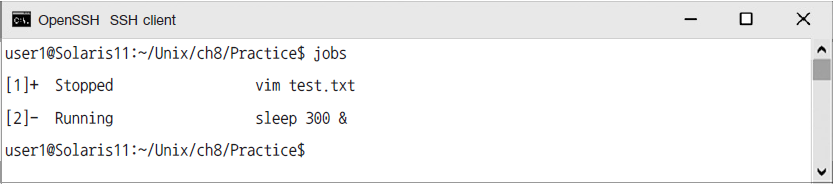 OpenSSH SSH client
user1@Solaris11:~/Unix/ch8/Practice$ jobs
[1]+ Stopped vim test.txt
[2]- Running sleep 300 &
user1@Solaris11:~/Unix/ch8/Practice$